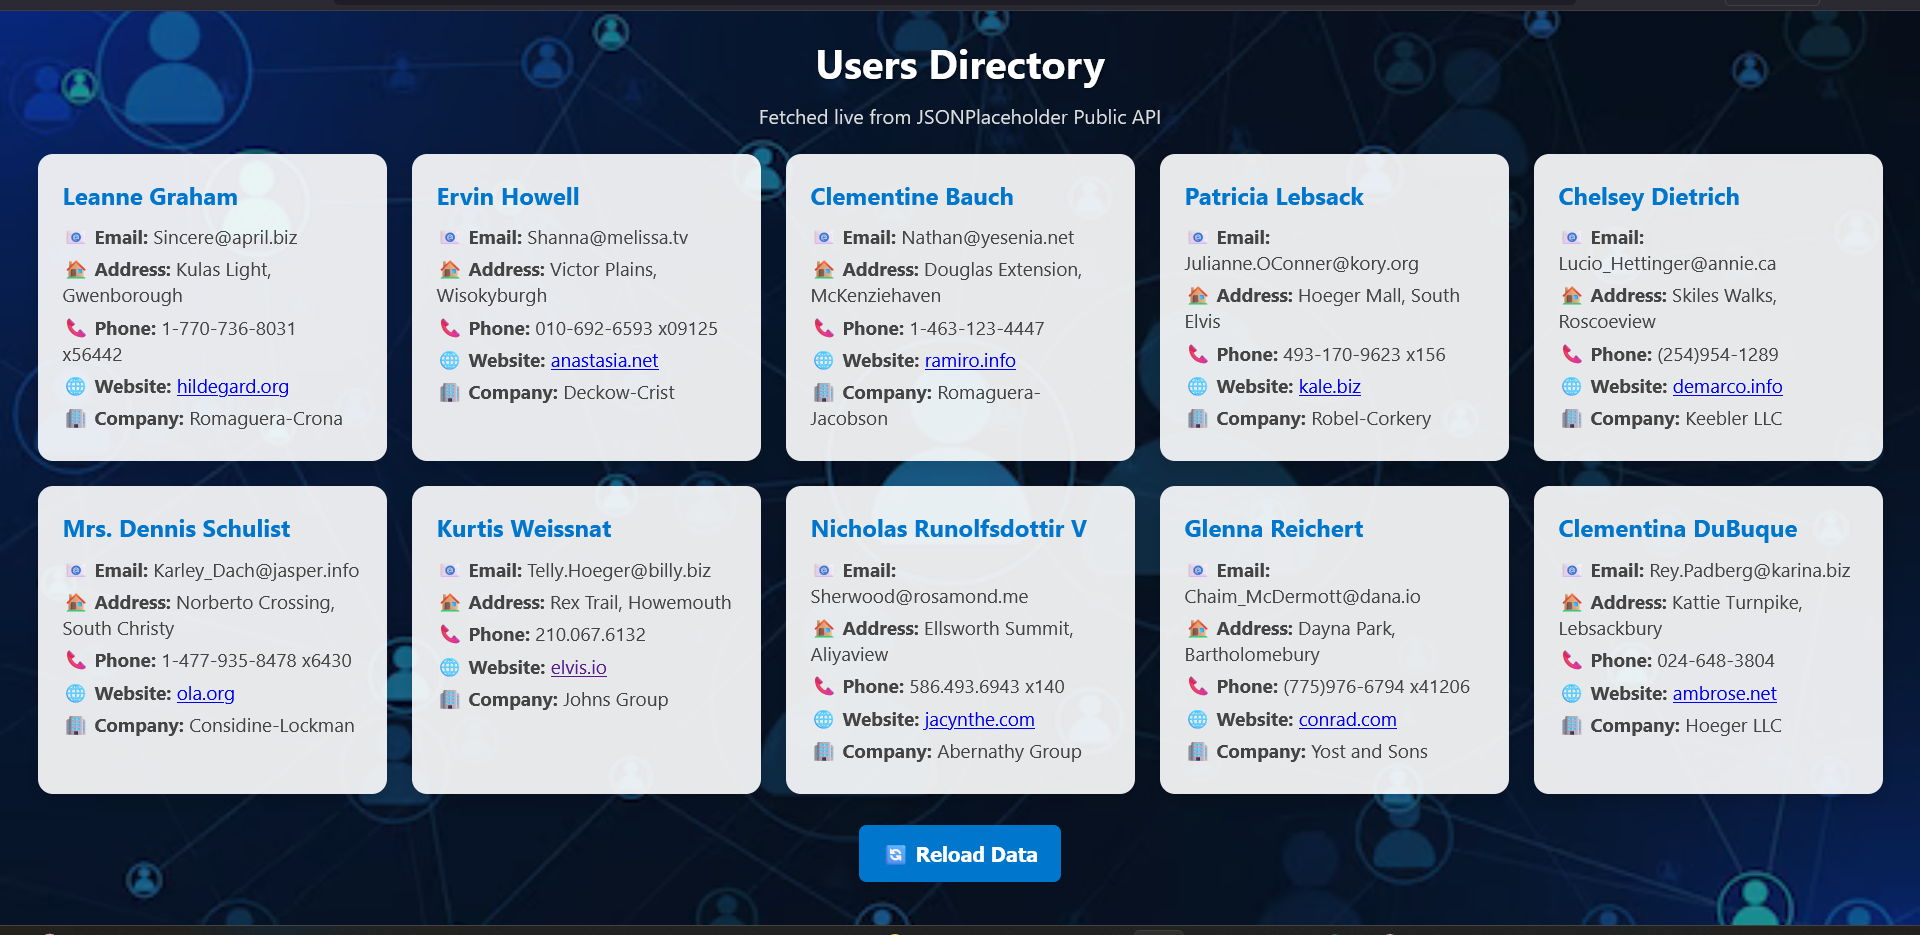 Users Directory
Fetched live from JSONPlaceholder Public API
Leanne Graham
Email: Sincere@april.biz
Address: Kulas Light,
Gwenborough
Phone: 1-770-736-8031
x56442
Website: hildegard.org
Company: Romaguera-Crona
Ervin Howell
Email: Shanna@melissa.tv
Address: Victor Plains,
Wisokyburgh
Phone: 010-692-6593 x09125
Website: anastasia.net
Company: Deckow-Crist
Clementine Bauch
Email: Nathan@yesenia.net
Address: Douglas Extension,
McKenziehaven
Phone: 1-463-123-4447
Website: ramiro.info
Company: Romaguera-
Jacobson
Patricia Lebsack
Email:
Julianne.OConner@kory.org
Address: Hoeger Mall, South
Elvis
Phone: 493-170-9623 x156
Website: kale.biz
Company: Robel-Corkery
Chelsey Dietrich
Email:
Lucio_Hettinger@annie.ca
Address: Skiles Walks,
Roscoeview
Phone: (254)954-1289
Website: demarco.info
Company: Keebler LLC
Mrs. Dennis Schulist
Email: Karley_Dach@jasper.info
Address: Norberto Crossing,
South Christy
Phone: 1-477-935-8478 x6430
Website: ola.org
Company: Considine-Lockman
Kurtis Weissnat
Email: Telly.Hoeger@billy.biz
Address: Rex Trail, Howemouth
Phone: 210.067.6132
Website: elvis.io
Company: Johns Group
Nicholas Runolfsdottir V
Email:
Sherwood@rosamond.me
Address: Ellsworth Summit,
Aliyaview
Phone: 586.493.6943 x140
Website: jacynthe.com
Company: Abernathy Group
Glenna Reichert
Email:
Chaim_McDermott@dana.io
Address: Dayna Park,
Bartholomebury
Phone: (775)976-6794 x41206
Website: conrad.com
Company: Yost and Sons
Clementina DuBuque
Email: Rey.Padberg@karina.biz
Address: Kattie Turnpike,
Lebsackbury
Phone: 024-648-3804
Website: ambrose.net
Company: Hoeger LLC
Reload Data